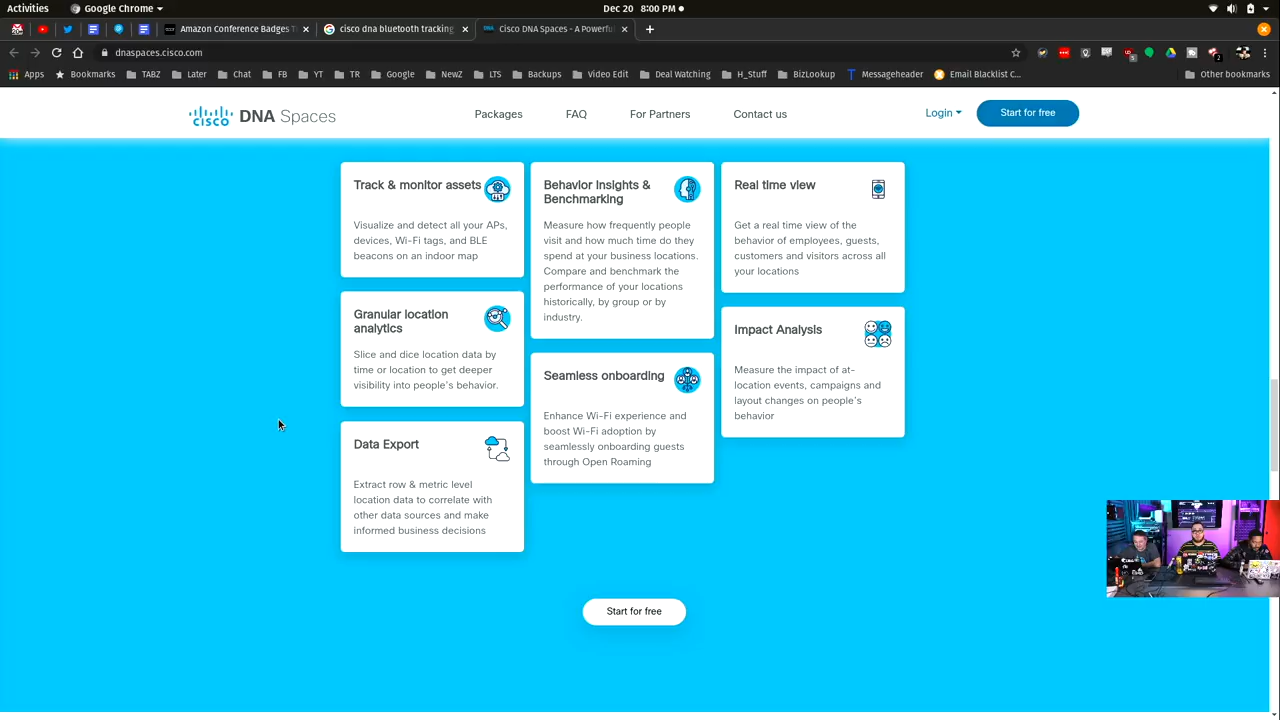 Activities
Google Chrome
Dec 20 8:00 PM
Amazon Conference Badges T
cisco dna bluetooth tracking
Cisco DNA Spaces - A Powerfu
dnaspaces.cisco.com
Apps
Bookmarks
TABZ
Later
Chat
FB
YT
TR
Google
NewZ
LTS
Backups
Video Edit
Deal Watching
H_Stuff
BizLookup
Messageheader
Email Blacklist C...
Other bookmarks
CISCO DNA Spaces
Packages
FAQ
For Partners
Contact us
Login
Start for free
Track & monitor assets
Visualize and detect all your APs,
devices, Wi-Fi tags, and BLE
beacons on an indoor map
Granular location
analytics
Slice and dice location data by
time or location to get deeper
visibility into people's behavior.
Data Export
Extract row & metric level
location data to correlate with
other data sources and make
informed business decisions
Behavior Insights &
Benchmarking
Measure how frequently people
visit and how much time do they
spend at your business locations.
Compare and benchmark the
performance of your locations
historically, by group or by
industry.
Seamless onboarding
Enhance Wi-Fi experience and
boost Wi-Fi adoption by
seamlessly onboarding guests
through Open Roaming
Real time view
Get a real time view of the
behavior of employees, guests,
customers and visitors across all
your locations
Impact Analysis
Measure the impact of at-
location events, campaigns and
layout changes on people's
behavior
Start for free